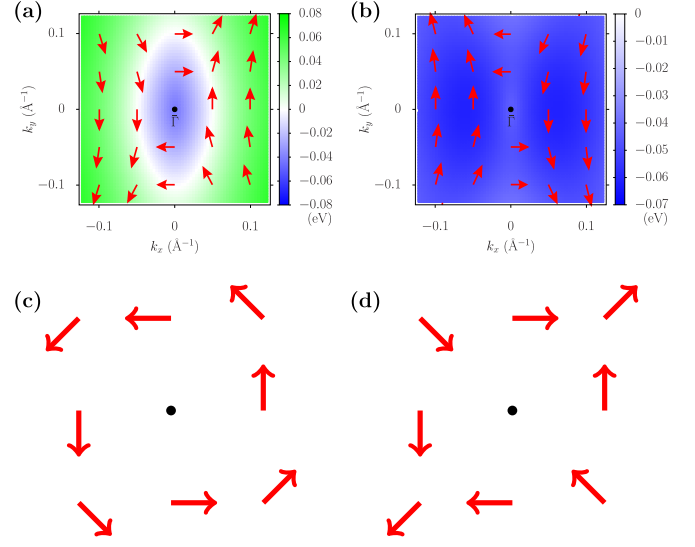 (a)
0.1
0
−0.1
k_y (Å⁻¹)
Γ̄
−0.1
0
0.1
k_x (Å⁻¹)
0.08
0.06
0.04
0.02
0
−0.02
−0.04
−0.06
−0.08
(eV)
(b)
0.1
0
−0.1
k_y (Å⁻¹)
Γ̄
−0.1
0
0.1
k_x (Å⁻¹)
0
−0.01
−0.02
−0.03
−0.04
−0.05
−0.06
−0.07
(eV)
(c)
(d)